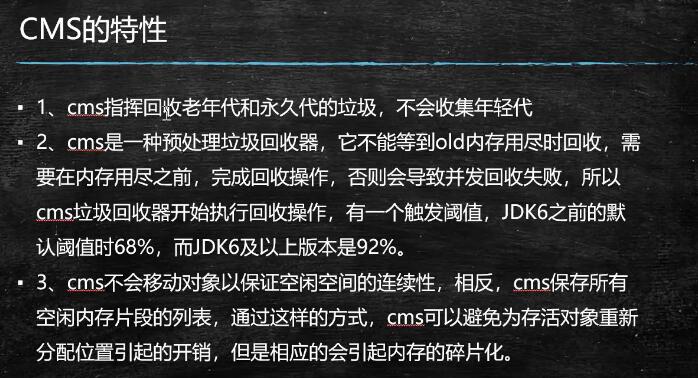 CMS的特性
▪ 1、cms指挥回收老年代和永久代的垃圾，不会收集年轻代
▪ 2、cms是一种预处理垃圾回收器，它不能等到old内存用尽时回收，需
要在内存用尽之前，完成回收操作，否则会导致并发回收失败，所以
cms垃圾回收器开始执行回收操作，有一个触发阈值，JDK6之前的默
认阈值时68%，而JDK6及以上版本是92%。
▪ 3、cms不会移动对象以保证空闲空间的连续性，相反，cms保存所有
空闲内存片段的列表，通过这样的方式，cms可以避免为存活对象重新
分配位置引起的开销，但是相应的会引起内存的碎片化。